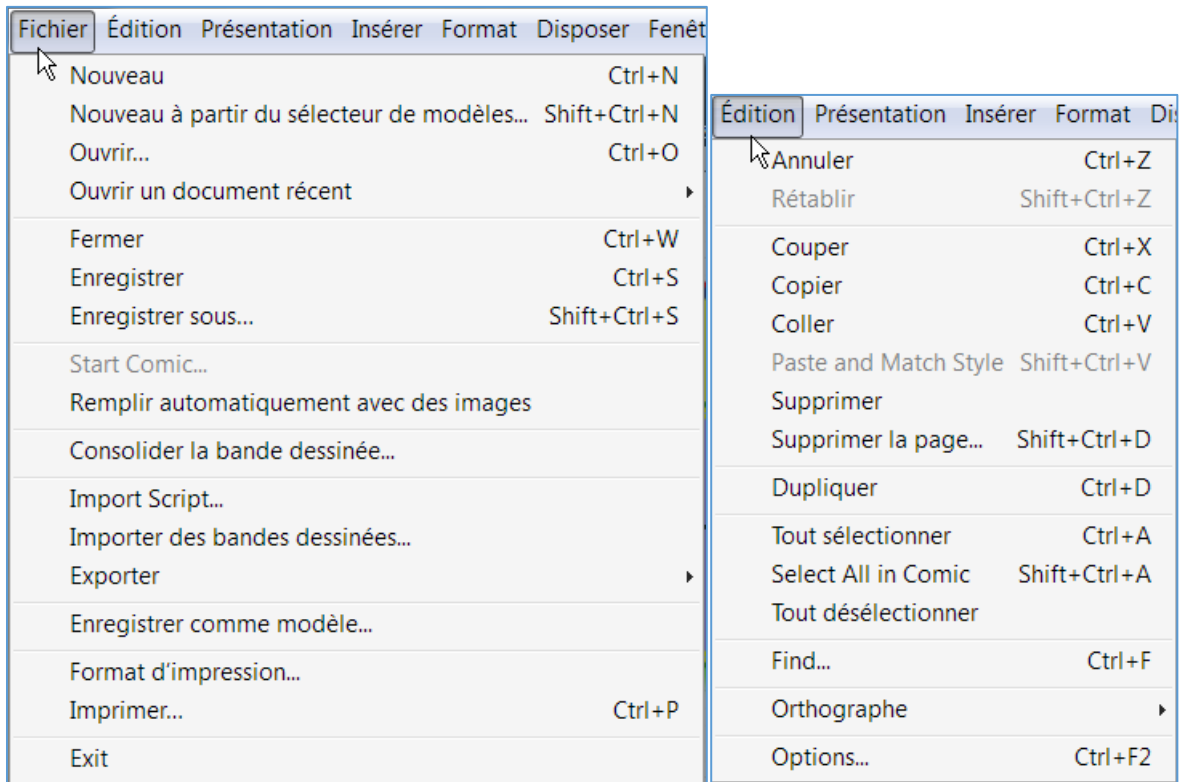 Fichier Édition Présentation Insérer Format Disposer Fenêt
Nouveau Ctrl+N
Nouveau à partir du sélecteur de modèles... Shift+Ctrl+N
Ouvrir... Ctrl+O
Ouvrir un document récent
Fermer Ctrl+W
Enregistrer Ctrl+S
Enregistrer sous... Shift+Ctrl+S
Start Comic...
Remplir automatiquement avec des images
Consolider la bande dessinée...
Import Script...
Importer des bandes dessinées...
Exporter
Enregistrer comme modèle...
Format d'impression...
Imprimer... Ctrl+P
Exit
Édition Présentation Insérer Format Dis
Annuler Ctrl+Z
Rétablir Shift+Ctrl+Z
Couper Ctrl+X
Copier Ctrl+C
Coller Ctrl+V
Paste and Match Style Shift+Ctrl+V
Supprimer
Supprimer la page... Shift+Ctrl+D
Dupliquer Ctrl+D
Tout sélectionner Ctrl+A
Select All in Comic Shift+Ctrl+A
Tout désélectionner
Find... Ctrl+F
Orthographe
Options... Ctrl+F2